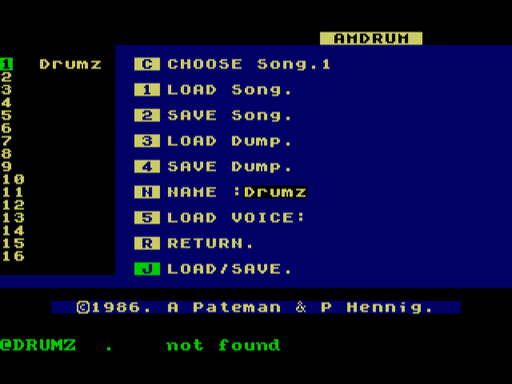 AMDRUM
1 Drumz
C CHOOSE Song.1
2
3
1 LOAD Song.
4
5
2 SAVE Song.
6
7
3 LOAD Dump.
8
9
4 SAVE Dump.
10
11
N NAME :Drumz
12
13
5 LOAD VOICE:
14
15
R RETURN.
16
J LOAD/SAVE.
©1986. A Pateman & P Hennig.
@DRUMZ . not found